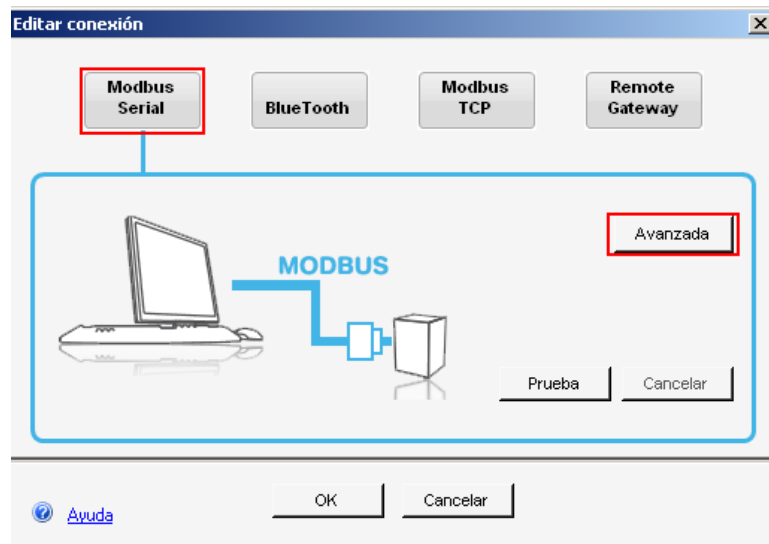 Editar conexión
Modbus
Serial
BlueTooth
Modbus
TCP
Remote
Gateway
Avanzada
MODBUS
Prueba
Cancelar
OK
Cancelar
Ayuda